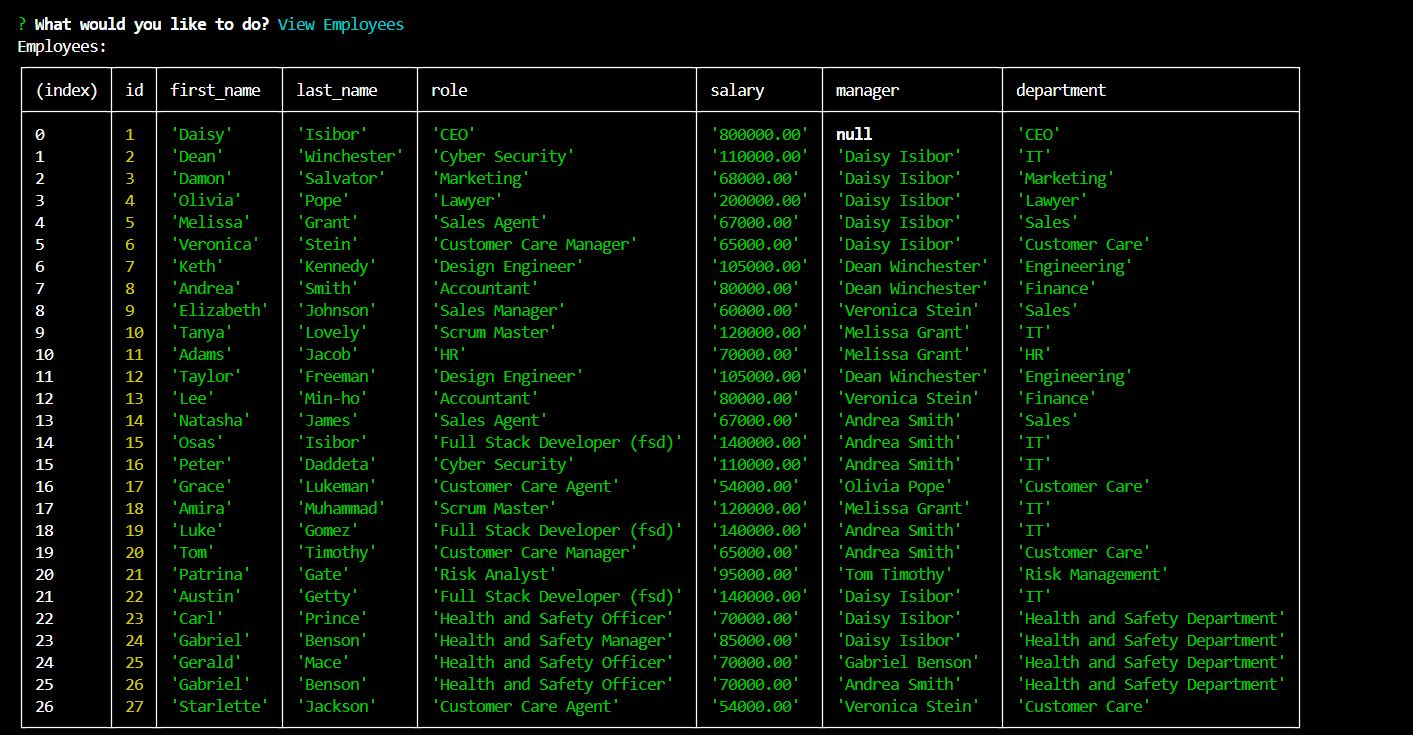 ? What would you like to do? View Employees
Employees:
(index) id first_name last_name role salary manager department
0 1 'Daisy' 'Isibor' 'CEO' '800000.00' null 'CEO'
1 2 'Dean' 'Winchester' 'Cyber Security' '110000.00' 'Daisy Isibor' 'IT'
2 3 'Damon' 'Salvator' 'Marketing' '68000.00' 'Daisy Isibor' 'Marketing'
3 4 'Olivia' 'Pope' 'Lawyer' '200000.00' 'Daisy Isibor' 'Lawyer'
4 5 'Melissa' 'Grant' 'Sales Agent' '67000.00' 'Daisy Isibor' 'Sales'
5 6 'Veronica' 'Stein' 'Customer Care Manager' '65000.00' 'Daisy Isibor' 'Customer Care'
6 7 'Keth' 'Kennedy' 'Design Engineer' '105000.00' 'Dean Winchester' 'Engineering'
7 8 'Andrea' 'Smith' 'Accountant' '80000.00' 'Dean Winchester' 'Finance'
8 9 'Elizabeth' 'Johnson' 'Sales Manager' '60000.00' 'Veronica Stein' 'Sales'
9 10 'Tanya' 'Lovely' 'Scrum Master' '120000.00' 'Melissa Grant' 'IT'
10 11 'Adams' 'Jacob' 'HR' '70000.00' 'Melissa Grant' 'HR'
11 12 'Taylor' 'Freeman' 'Design Engineer' '105000.00' 'Dean Winchester' 'Engineering'
12 13 'Lee' 'Min-ho' 'Accountant' '80000.00' 'Veronica Stein' 'Finance'
13 14 'Natasha' 'James' 'Sales Agent' '67000.00' 'Andrea Smith' 'Sales'
14 15 'Osas' 'Isibor' 'Full Stack Developer (fsd)' '140000.00' 'Andrea Smith' 'IT'
15 16 'Peter' 'Daddeta' 'Cyber Security' '110000.00' 'Andrea Smith' 'IT'
16 17 'Grace' 'Lukeman' 'Customer Care Agent' '54000.00' 'Olivia Pope' 'Customer Care'
17 18 'Amira' 'Muhammad' 'Scrum Master' '120000.00' 'Melissa Grant' 'IT'
18 19 'Luke' 'Gomez' 'Full Stack Developer (fsd)' '140000.00' 'Andrea Smith' 'IT'
19 20 'Tom' 'Timothy' 'Customer Care Manager' '65000.00' 'Andrea Smith' 'Customer Care'
20 21 'Patrina' 'Gate' 'Risk Analyst' '95000.00' 'Tom Timothy' 'Risk Management'
21 22 'Austin' 'Getty' 'Full Stack Developer (fsd)' '140000.00' 'Daisy Isibor' 'IT'
22 23 'Carl' 'Prince' 'Health and Safety Officer' '70000.00' 'Daisy Isibor' 'Health and Safety Department'
23 24 'Gabriel' 'Benson' 'Health and Safety Manager' '85000.00' 'Daisy Isibor' 'Health and Safety Department'
24 25 'Gerald' 'Mace' 'Health and Safety Officer' '70000.00' 'Gabriel Benson' 'Health and Safety Department'
25 26 'Gabriel' 'Benson' 'Health and Safety Officer' '70000.00' 'Andrea Smith' 'Health and Safety Department'
26 27 'Starlette' 'Jackson' 'Customer Care Agent' '54000.00' 'Veronica Stein' 'Customer Care'